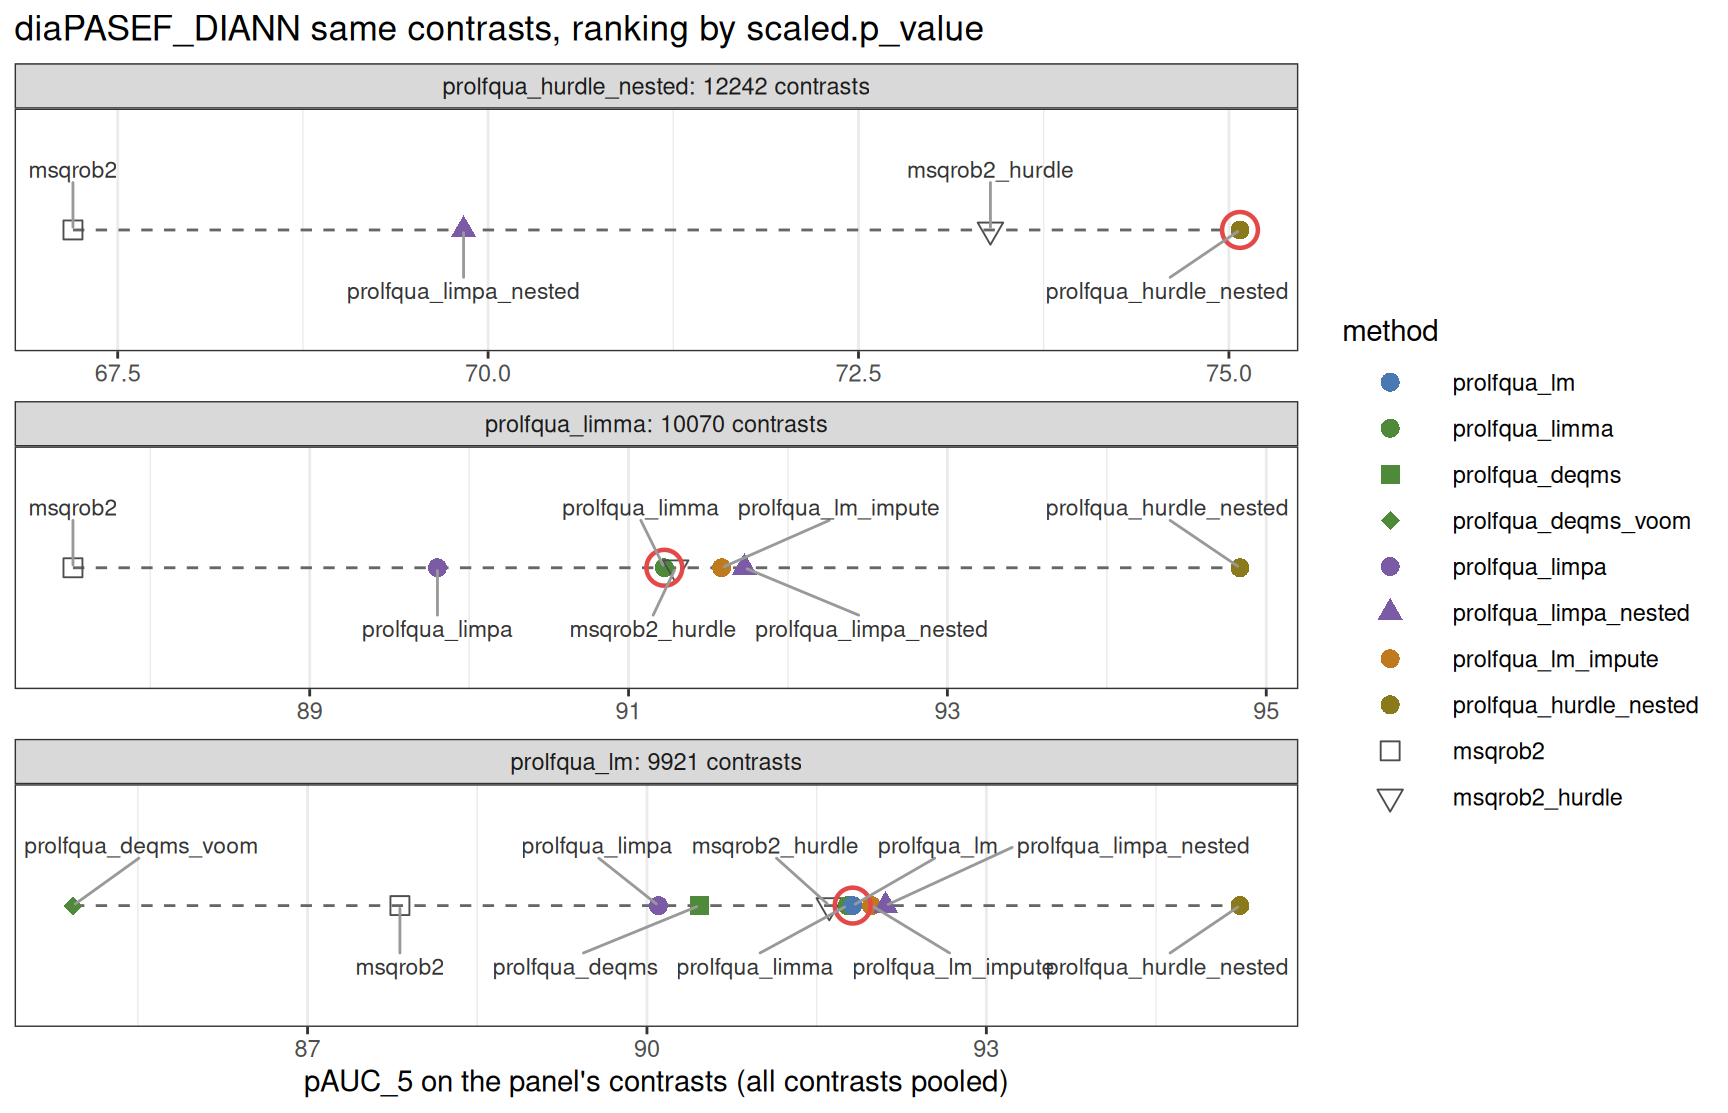 diaPASEF_DIANN same contrasts, ranking by scaled.p_value
prolfqua_hurdle_nested: 12242 contrasts
msqrob2
msqrob2_hurdle
prolfqua_limpa_nested
prolfqua_hurdle_nested
67.5
70.0
72.5
75.0
prolfqua_limma: 10070 contrasts
msqrob2
prolfqua_limma
prolfqua_lm_impute
prolfqua_hurdle_nested
prolfqua_limpa
msqrob2_hurdle
prolfqua_limpa_nested
89
91
93
95
prolfqua_lm: 9921 contrasts
prolfqua_deqms_voom
prolfqua_limpa
msqrob2_hurdle
prolfqua_lm
prolfqua_limpa_nested
msqrob2
prolfqua_deqms
prolfqua_limma
prolfqua_lm_impute
prolfqua_hurdle_nested
87
90
93
pAUC_5 on the panel's contrasts (all contrasts pooled)
method
prolfqua_lm
prolfqua_limma
prolfqua_deqms
prolfqua_deqms_voom
prolfqua_limpa
prolfqua_limpa_nested
prolfqua_lm_impute
prolfqua_hurdle_nested
msqrob2
msqrob2_hurdle